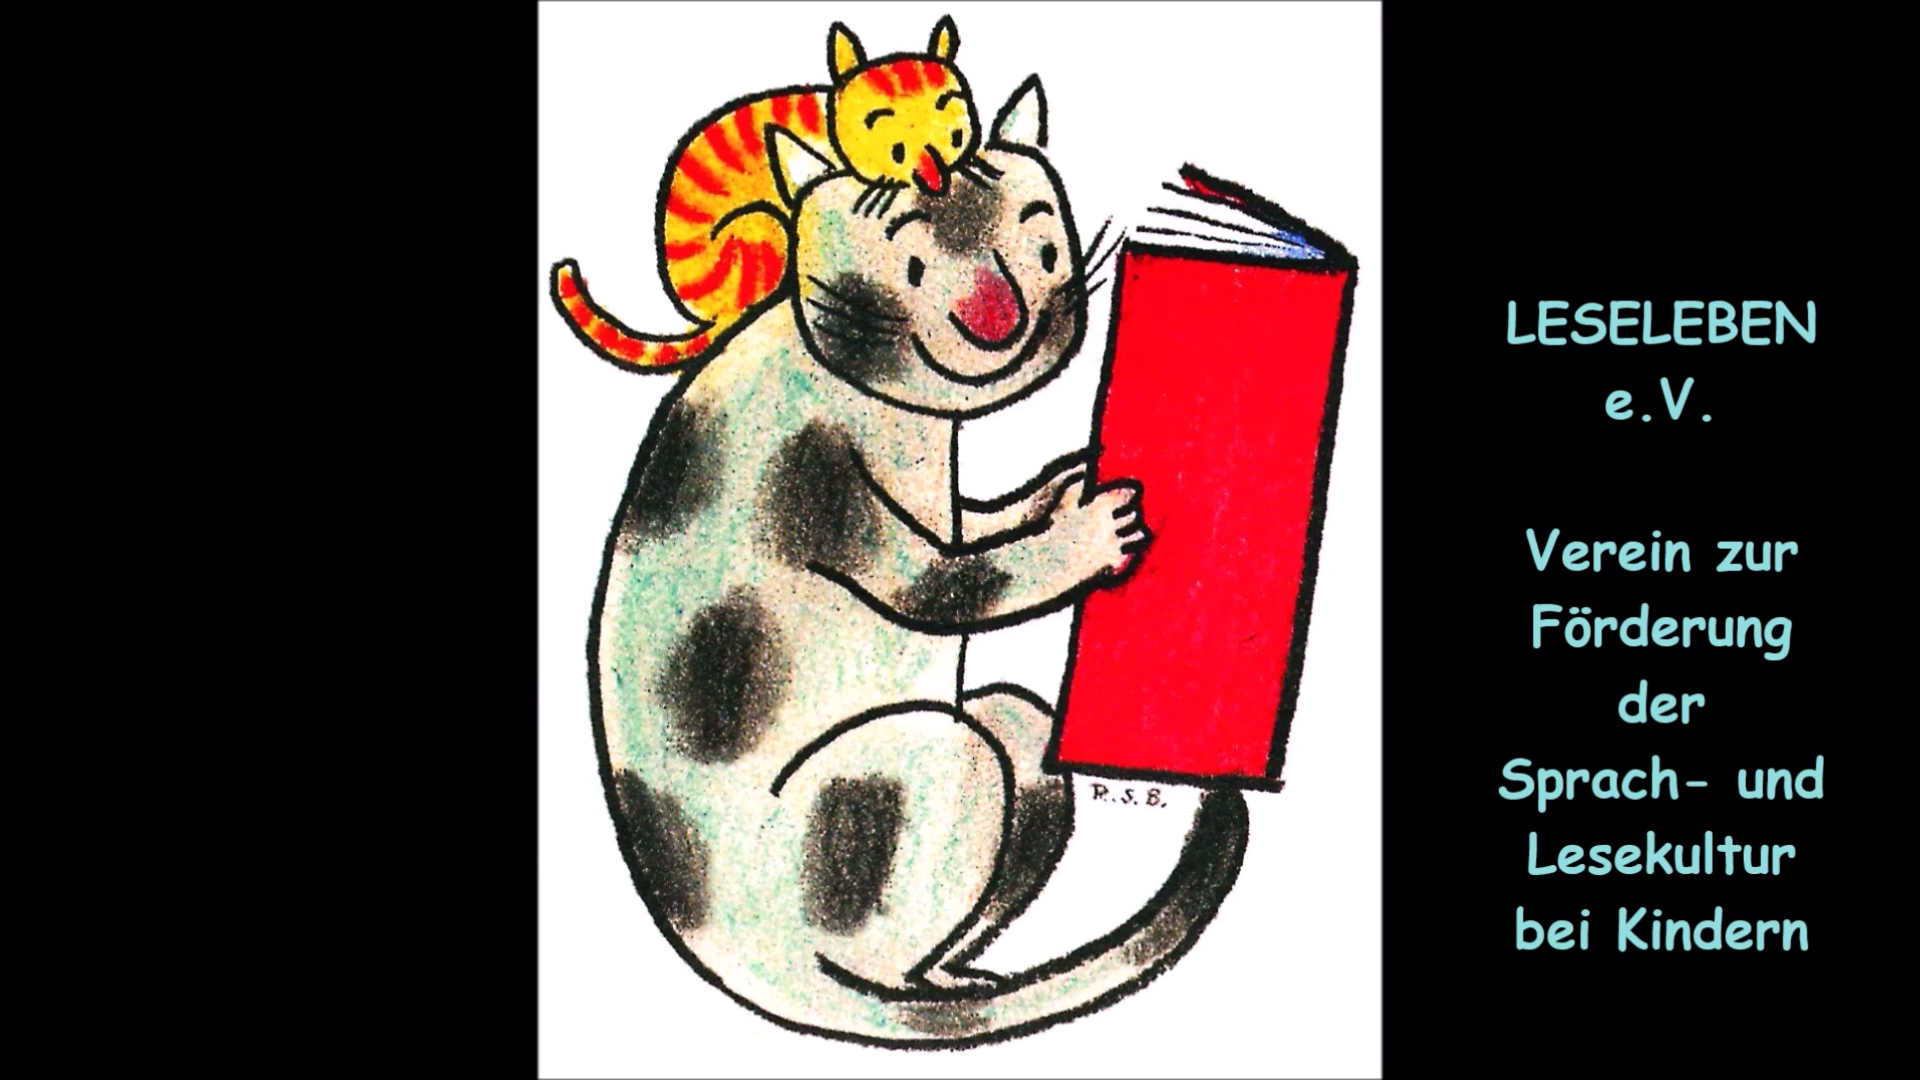 LESELEBEN
e.V.
Verein zur
Förderung
der
Sprach- und
Lesekultur
bei Kindern
R.S.B.